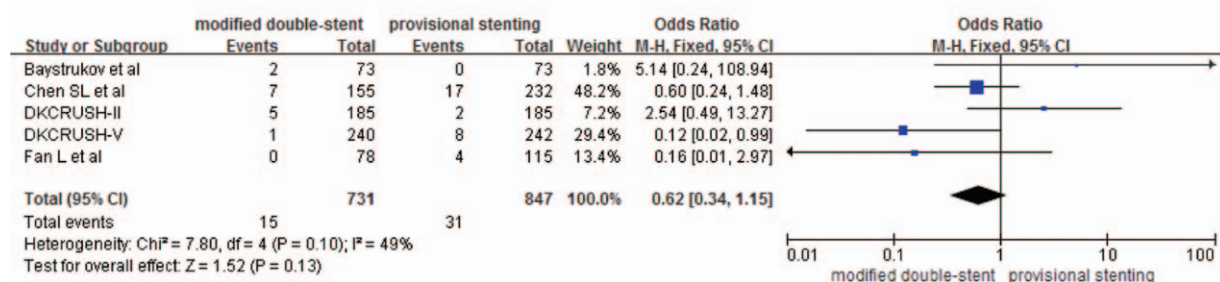 modified double-stent provisional stenting Odds Ratio Odds Ratio
Study or Subgroup Events Total Events Total Weight M-H, Fixed, 95% CI M-H, Fixed, 95% CI
Baystrukov et al 2 73 0 73 1.8% 5.14 [0.24, 108.94]
Chen SL et al 7 155 17 232 48.2% 0.60 [0.24, 1.48]
DKCRUSH-II 5 185 2 185 7.2% 2.54 [0.49, 13.27]
DKCRUSH-V 1 240 8 242 29.4% 0.12 [0.02, 0.99]
Fan L et al 0 78 4 115 13.4% 0.16 [0.01, 2.97]
Total (95% CI) 731 847 100.0% 0.62 [0.34, 1.15]
Total events 15 31
Heterogeneity: Chi² = 7.80, df = 4 (P = 0.10); I² = 49%
Test for overall effect: Z = 1.52 (P = 0.13)
0.01 0.1 1 10 100
modified double-stent provisional stenting